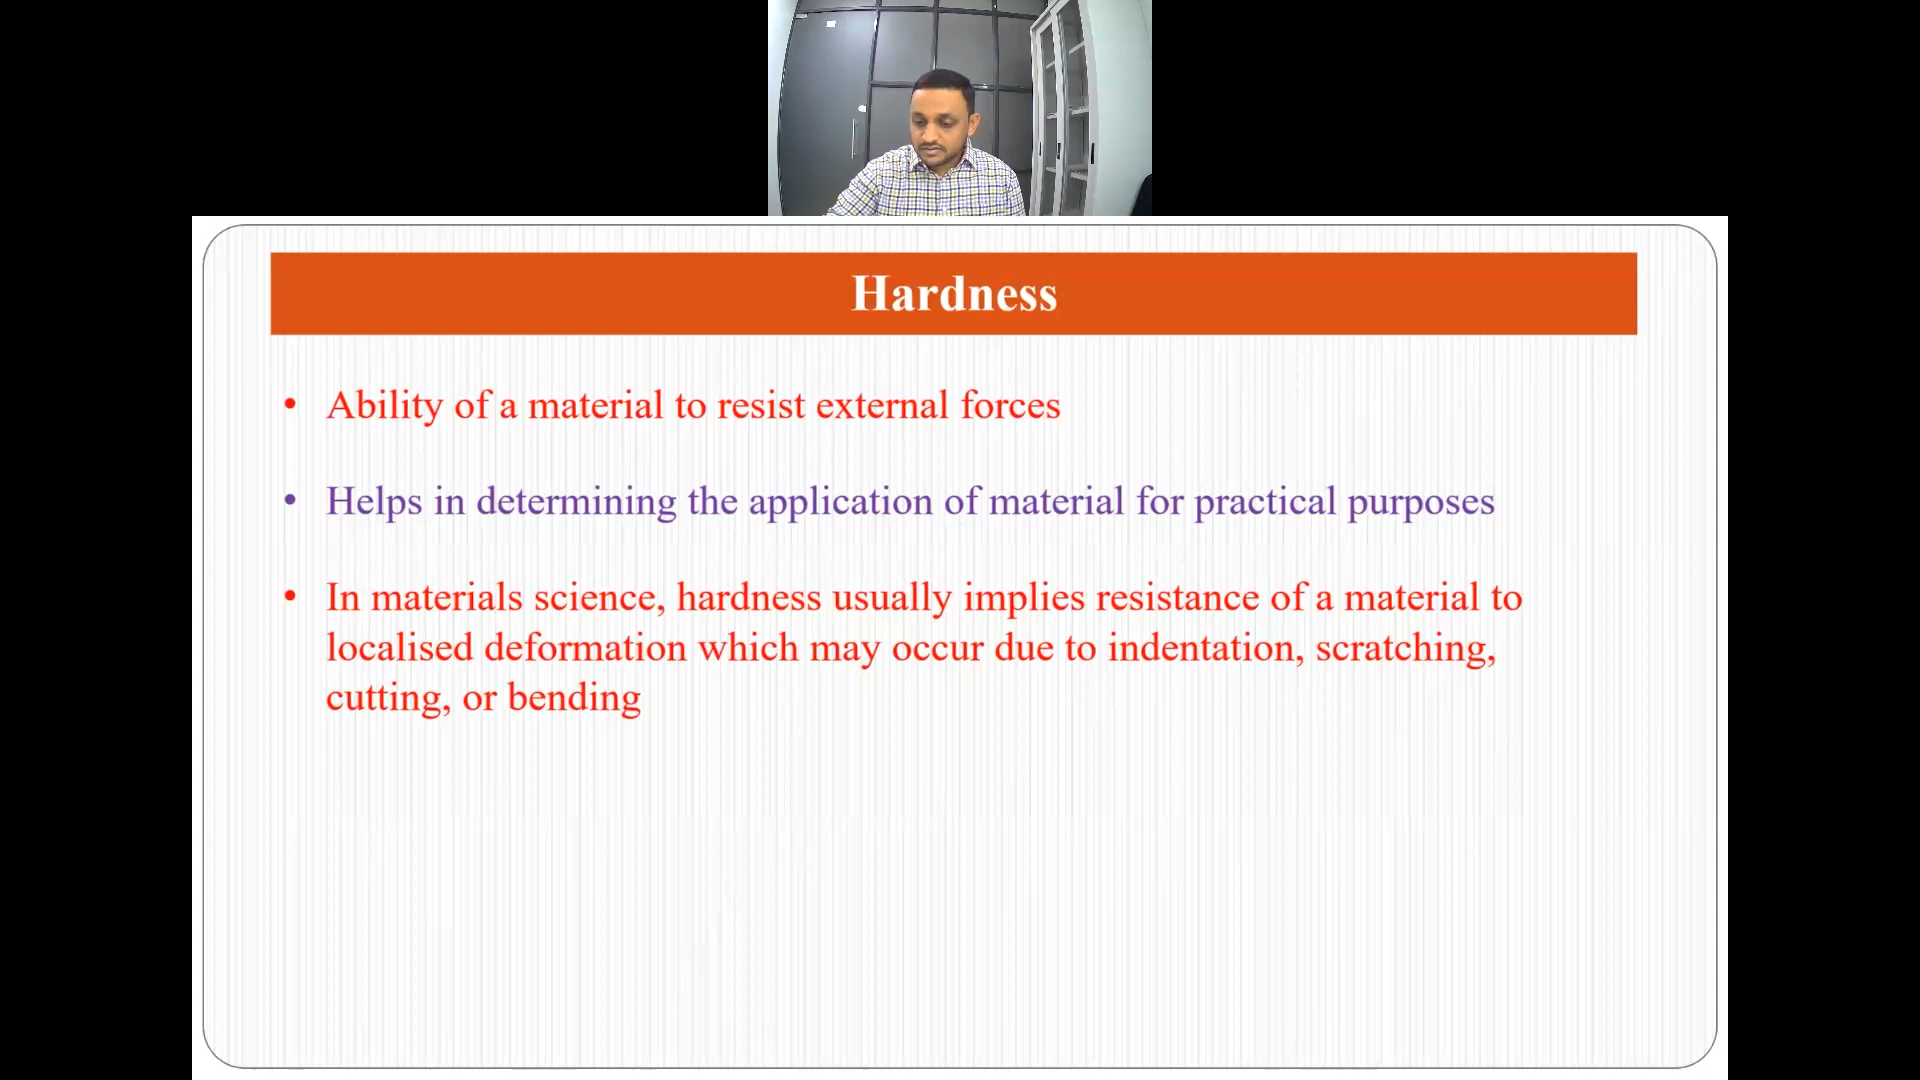 Hardness
• Ability of a material to resist external forces
• Helps in determining the application of material for practical purposes
• In materials science, hardness usually implies resistance of a material to
localised deformation which may occur due to indentation, scratching,
cutting, or bending